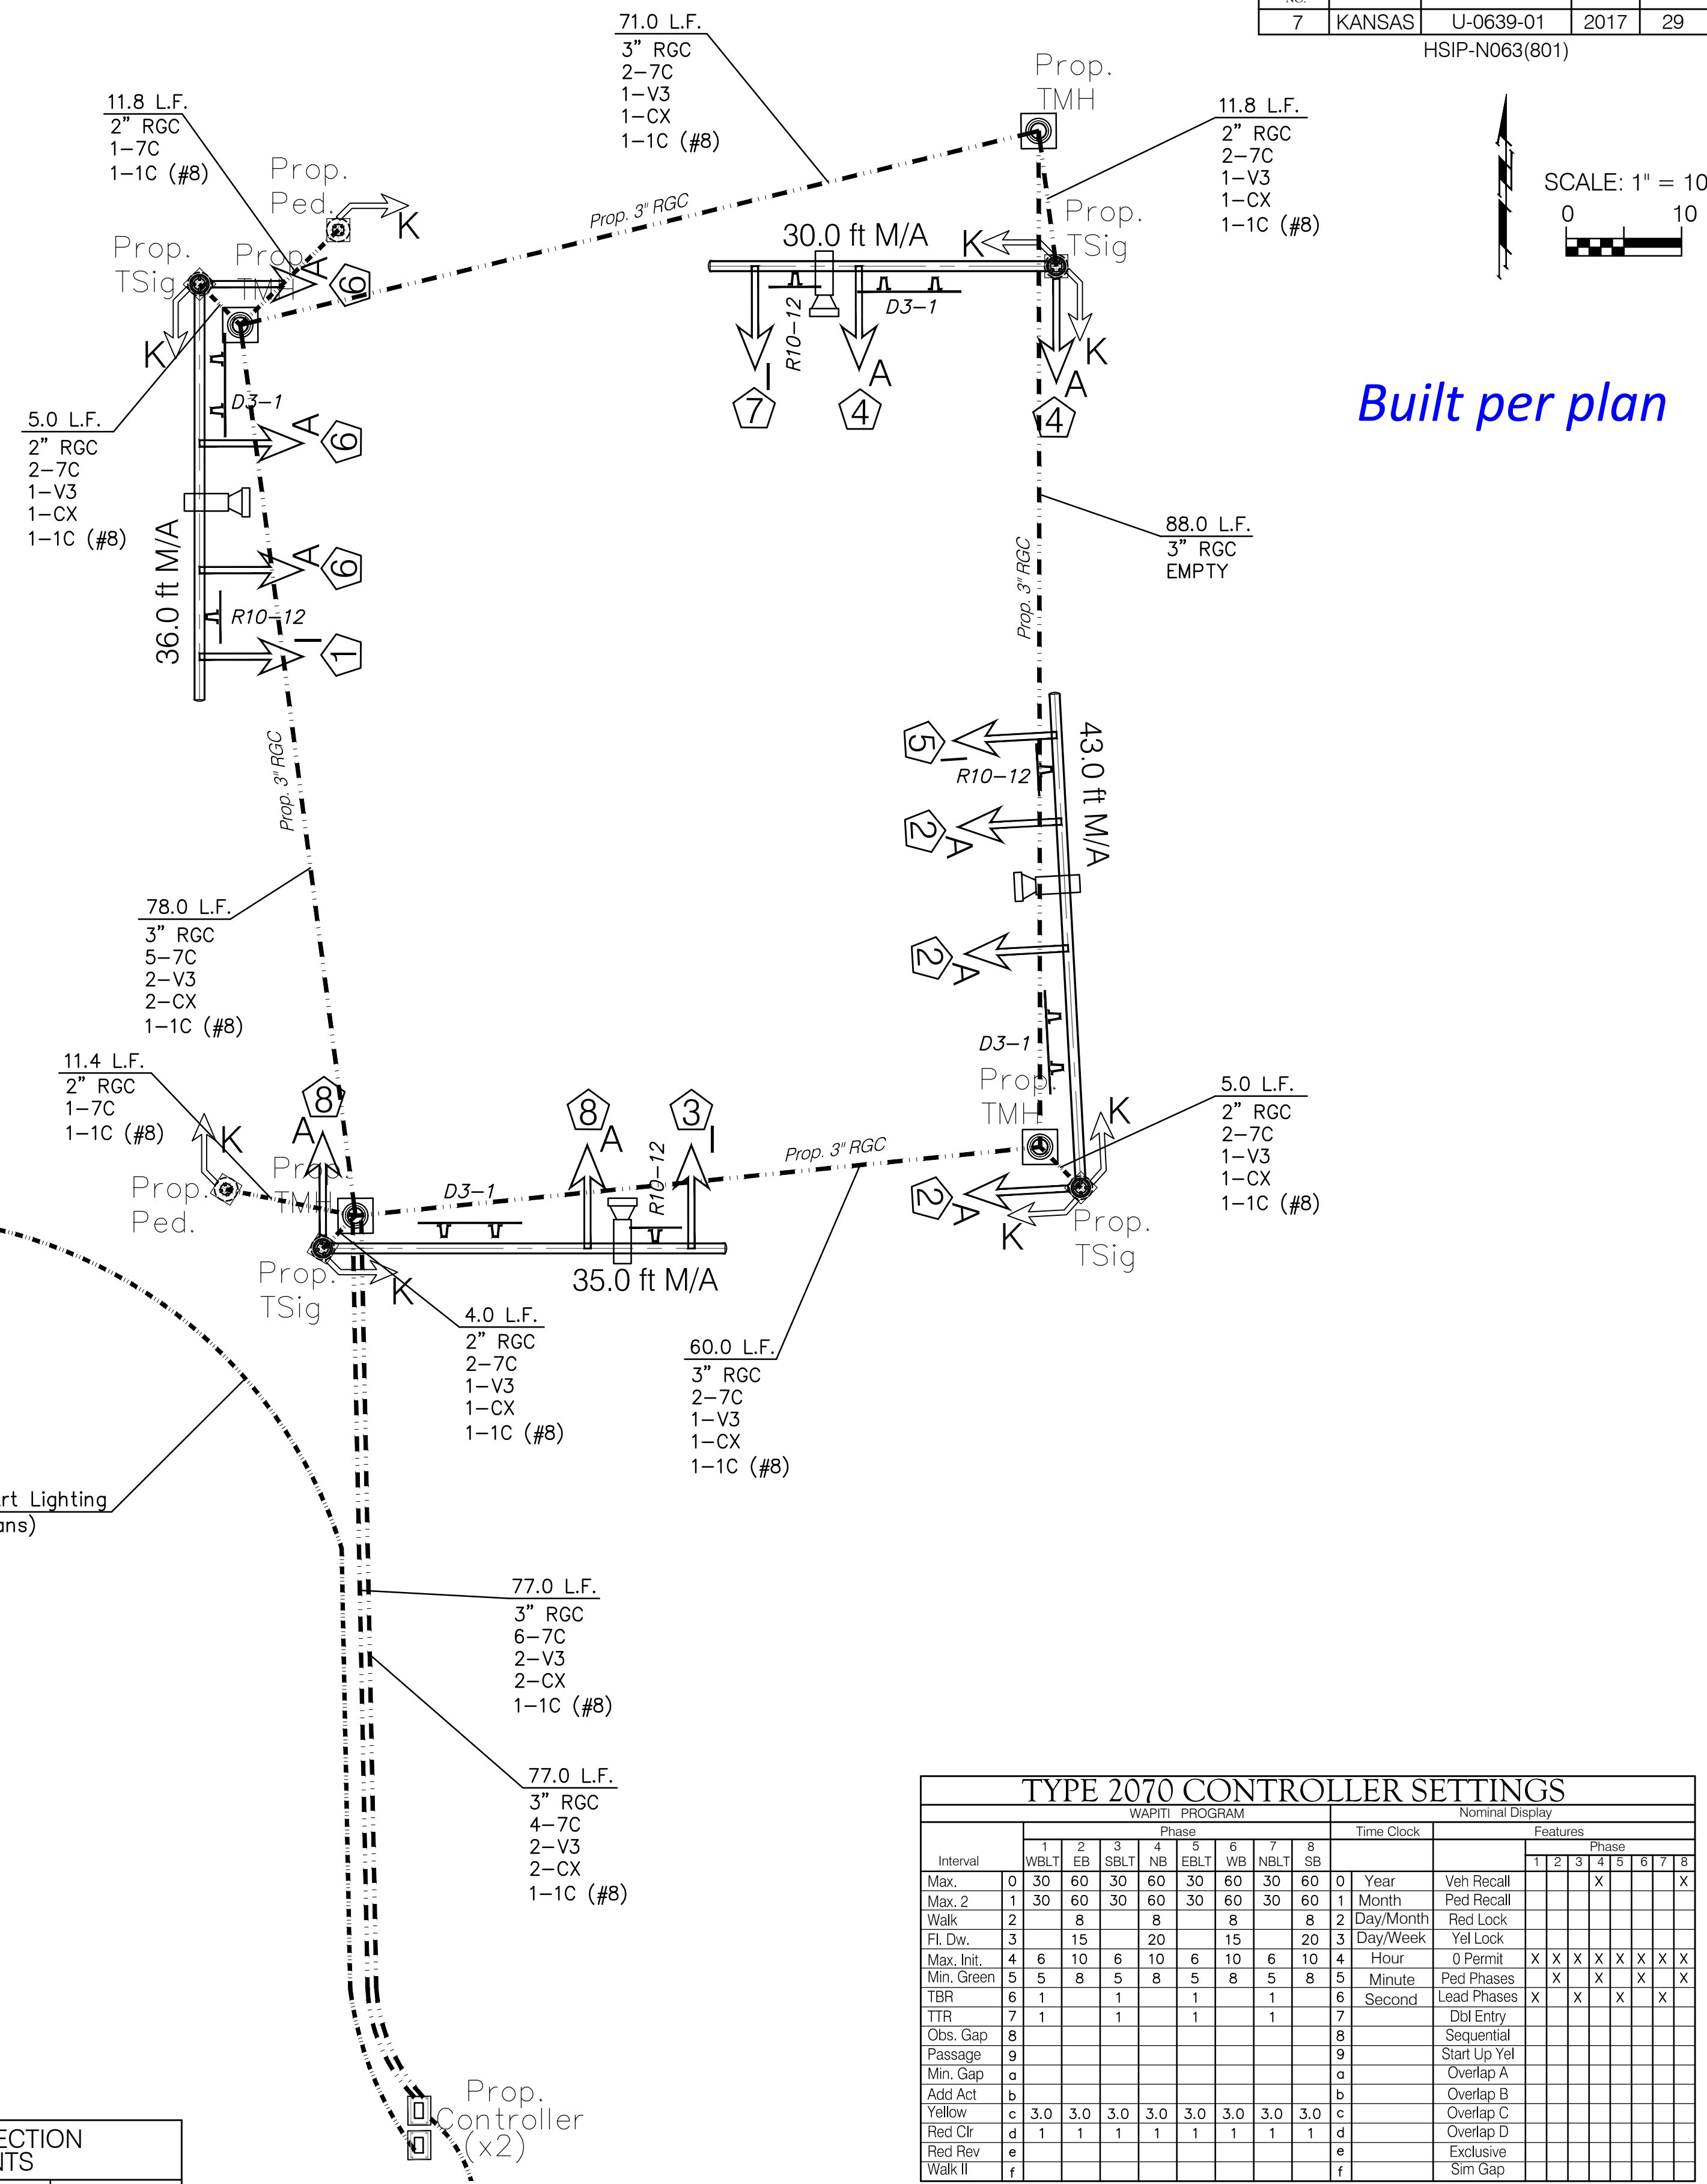 NO.
7 KANSAS U-0639-01 2017 29
HSIP-N063(801)
SCALE: 1" = 10
0 10
Built per plan
71.0 L.F.
3" RGC
2-7C
1-V3
1-CX
1-1C (#8)
Prop.
TMH
11.8 L.F.
2" RGC
2-7C
1-V3
1-CX
1-1C (#8)
11.8 L.F.
2" RGC
1-7C
1-1C (#8)
Prop.
Ped.
K
Prop. 3" RGC
Prop.
TSig
Prop.
TMH
A
6
K
30.0 ft M/A
K
Prop.
TSig
R10-12
D3-1
K
I
A
A
7
4
4
5.0 L.F.
2" RGC
2-7C
1-V3
1-CX
1-1C (#8)
D3-1
A
6
36.0 ft M/A
A
6
R10-12
I
1
88.0 L.F.
3" RGC
EMPTY
Prop. 3" RGC
Prop. 3" RGC
5
I
R10-12
43.0 ft M/A
2
A
2
A
D3-1
Prop.
TMH
K
78.0 L.F.
3" RGC
5-7C
2-V3
2-CX
1-1C (#8)
11.4 L.F.
2" RGC
1-7C
1-1C (#8)
K
Prop.
Ped.
8
A
Prop.
TMH
8
A
3
I
D3-1
R10-12
Prop. 3" RGC
5.0 L.F.
2" RGC
2-7C
1-V3
1-CX
1-1C (#8)
2
A
K
Prop.
TSig
Prop.
TSig
K
35.0 ft M/A
4.0 L.F.
2" RGC
2-7C
1-V3
1-CX
1-1C (#8)
60.0 L.F.
3" RGC
2-7C
1-V3
1-CX
1-1C (#8)
rt Lighting
ans)
77.0 L.F.
3" RGC
6-7C
2-V3
2-CX
1-1C (#8)
77.0 L.F.
3" RGC
4-7C
2-V3
2-CX
1-1C (#8)
Prop.
Controller
(x2)
ECTION
NTS
TYPE 2070 CONTROLLER SETTINGS
WAPITI PROGRAM Nominal Display
Phase Time Clock Features
Phase
1 2 3 4 5 6 7 8
Interval WBLT EB SBLT NB EBLT WB NBLT SB 1 2 3 4 5 6 7 8
Max. 0 30 60 30 60 30 60 30 60 0 Year Veh Recall X X
Max. 2 1 30 60 30 60 30 60 30 60 1 Month Ped Recall
Walk 2 8 8 8 8 2 Day/Month Red Lock
Fl. Dw. 3 15 20 15 20 3 Day/Week Yel Lock
Max. Init. 4 6 10 6 10 6 10 6 10 4 Hour 0 Permit X X X X X X X X
Min. Green 5 5 8 5 8 5 8 5 8 5 Minute Ped Phases X X X X
TBR 6 1 1 1 1 6 Second Lead Phases X X X X
TTR 7 1 1 1 1 7 Dbl Entry
Obs. Gap 8 8 Sequential
Passage 9 9 Start Up Yel
Min. Gap a a Overlap A
Add Act b b Overlap B
Yellow c 3.0 3.0 3.0 3.0 3.0 3.0 3.0 3.0 c Overlap C
Red Clr d 1 1 1 1 1 1 1 1 d Overlap D
Red Rev e e Exclusive
Walk II f f Sim Gap